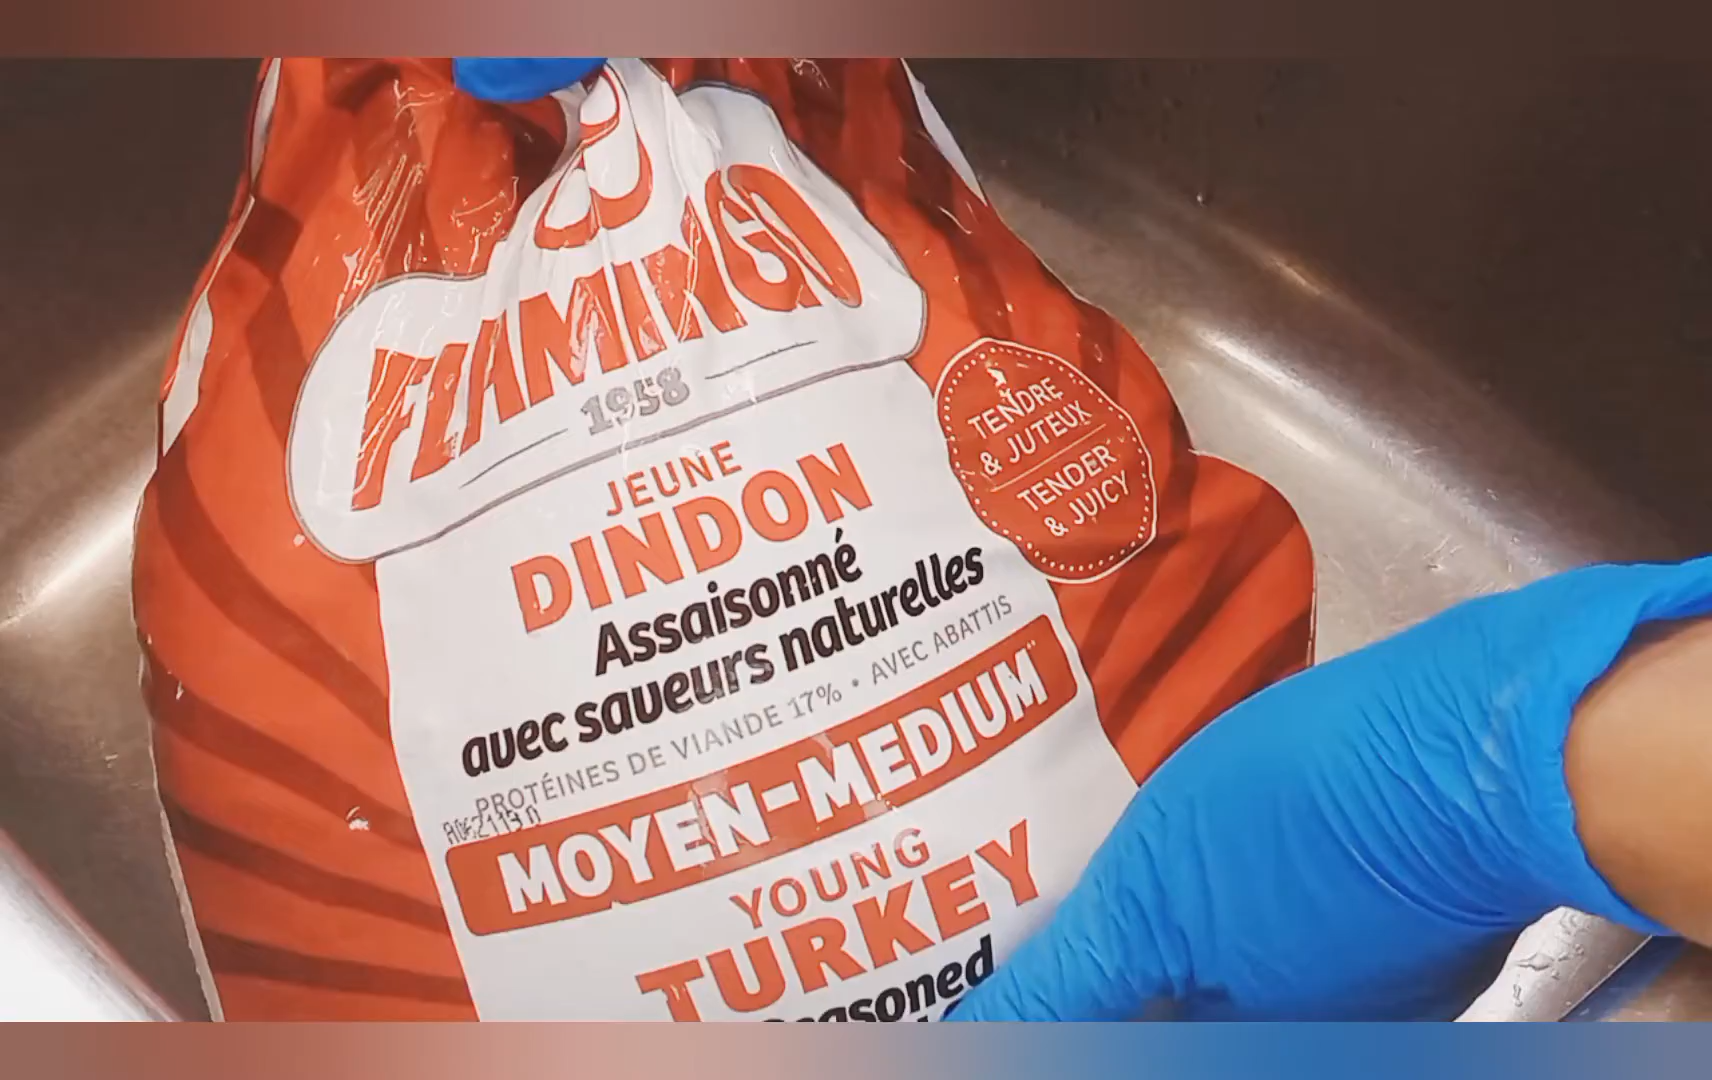 FLAMINGO
1958
JEUNE
DINDON
Assaisonné
avec saveurs naturelles
PROTÉINES DE VIANDE 17% • AVEC ABATTIS
MOYEN-MEDIUM
YOUNG
TURKEY
Seasoned
TENDRE
& JUTEUX
TENDER
& JUICY